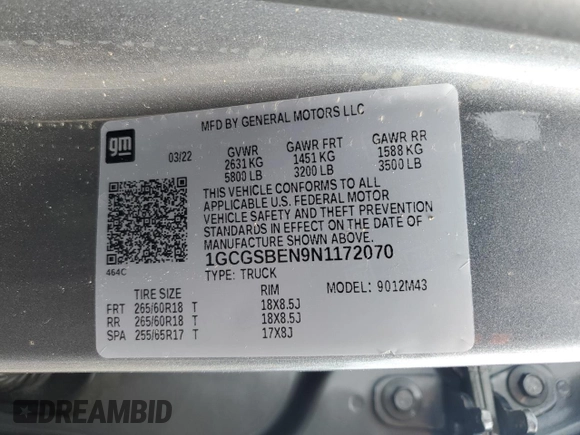 MFD BY GENERAL MOTORS LLC
gm
03/22
GVWR GAWR FRT GAWR RR
2631 KG 1451 KG 1588 KG
5800 LB 3200 LB 3500 LB
THIS VEHICLE CONFORMS TO ALL
APPLICABLE U.S. FEDERAL MOTOR
VEHICLE SAFETY AND THEFT PREVENTION
STANDARDS IN EFFECT ON THE DATE OF
MANUFACTURE SHOWN ABOVE.
464C
1GCGSBEN9N1172070
TYPE: TRUCK
TIRE SIZE RIM MODEL: 9012M43
FRT 265/60R18 T 18X8.5J
RR 265/60R18 T 18X8.5J
SPA 255/65R17 T 17X8J
DREAMBID